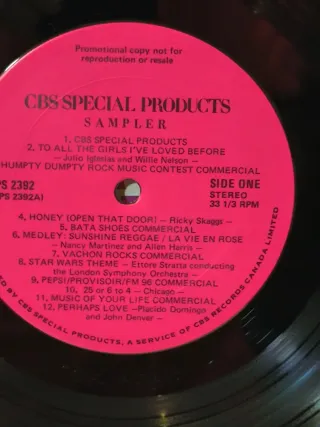 Promotional copy not for
reproduction or resale
CBS SPECIAL PRODUCTS
SAMPLER
1. CBS SPECIAL PRODUCTS
2. TO ALL THE GIRLS I'VE LOVED BEFORE
- Julio Iglesias and Willie Nelson -
HUMPTY DUMPTY ROCK MUSIC CONTEST COMMERCIAL
PS 2392
PS 2392A)
SIDE ONE
STEREO
33 1/3 RPM
4. HONEY (OPEN THAT DOOR) - Ricky Skaggs -
5. BATA SHOES COMMERCIAL
6. MEDLEY: SUNSHINE REGGAE / LA VIE EN ROSE
- Nancy Martinez and Allen Harris -
7. VACHON ROCKS COMMERCIAL
8. STAR WARS THEME - Ettore Stratta conducting
the London Symphony Orchestra -
9. PEPSI/PROVISOIR/FM 96 COMMERCIAL
10. 25 or 6 to 4 - Chicago -
11. MUSIC OF YOUR LIFE COMMERCIAL
12. PERHAPS LOVE - Placido Domingo
and John Denver -
ED BY CBS SPECIAL PRODUCTS, A SERVICE OF CBS RECORDS CANADA LIMITED